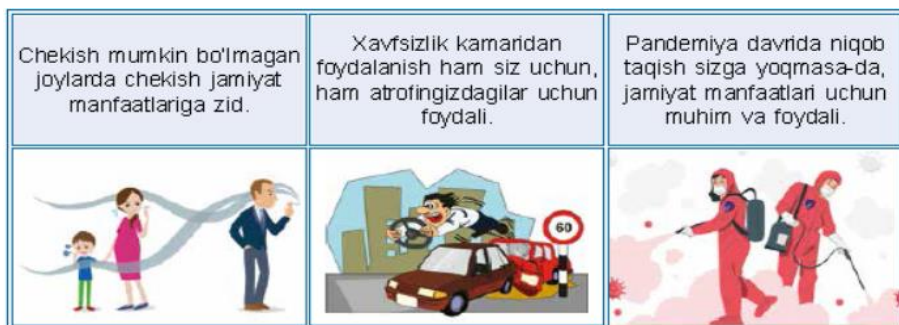 Chekish mumkin bo'lmagan
joylarda chekish jamiyat
manfaatlariga zid.
Xavfsizlik kamaridan
foydalanish ham siz uchun,
ham atrofingizdagilar uchun
foydali.
Pandemiya davrida niqob
taqish sizga yoqmasa-da,
jamiyat manfaatlari uchun
muhim va foydali.
60